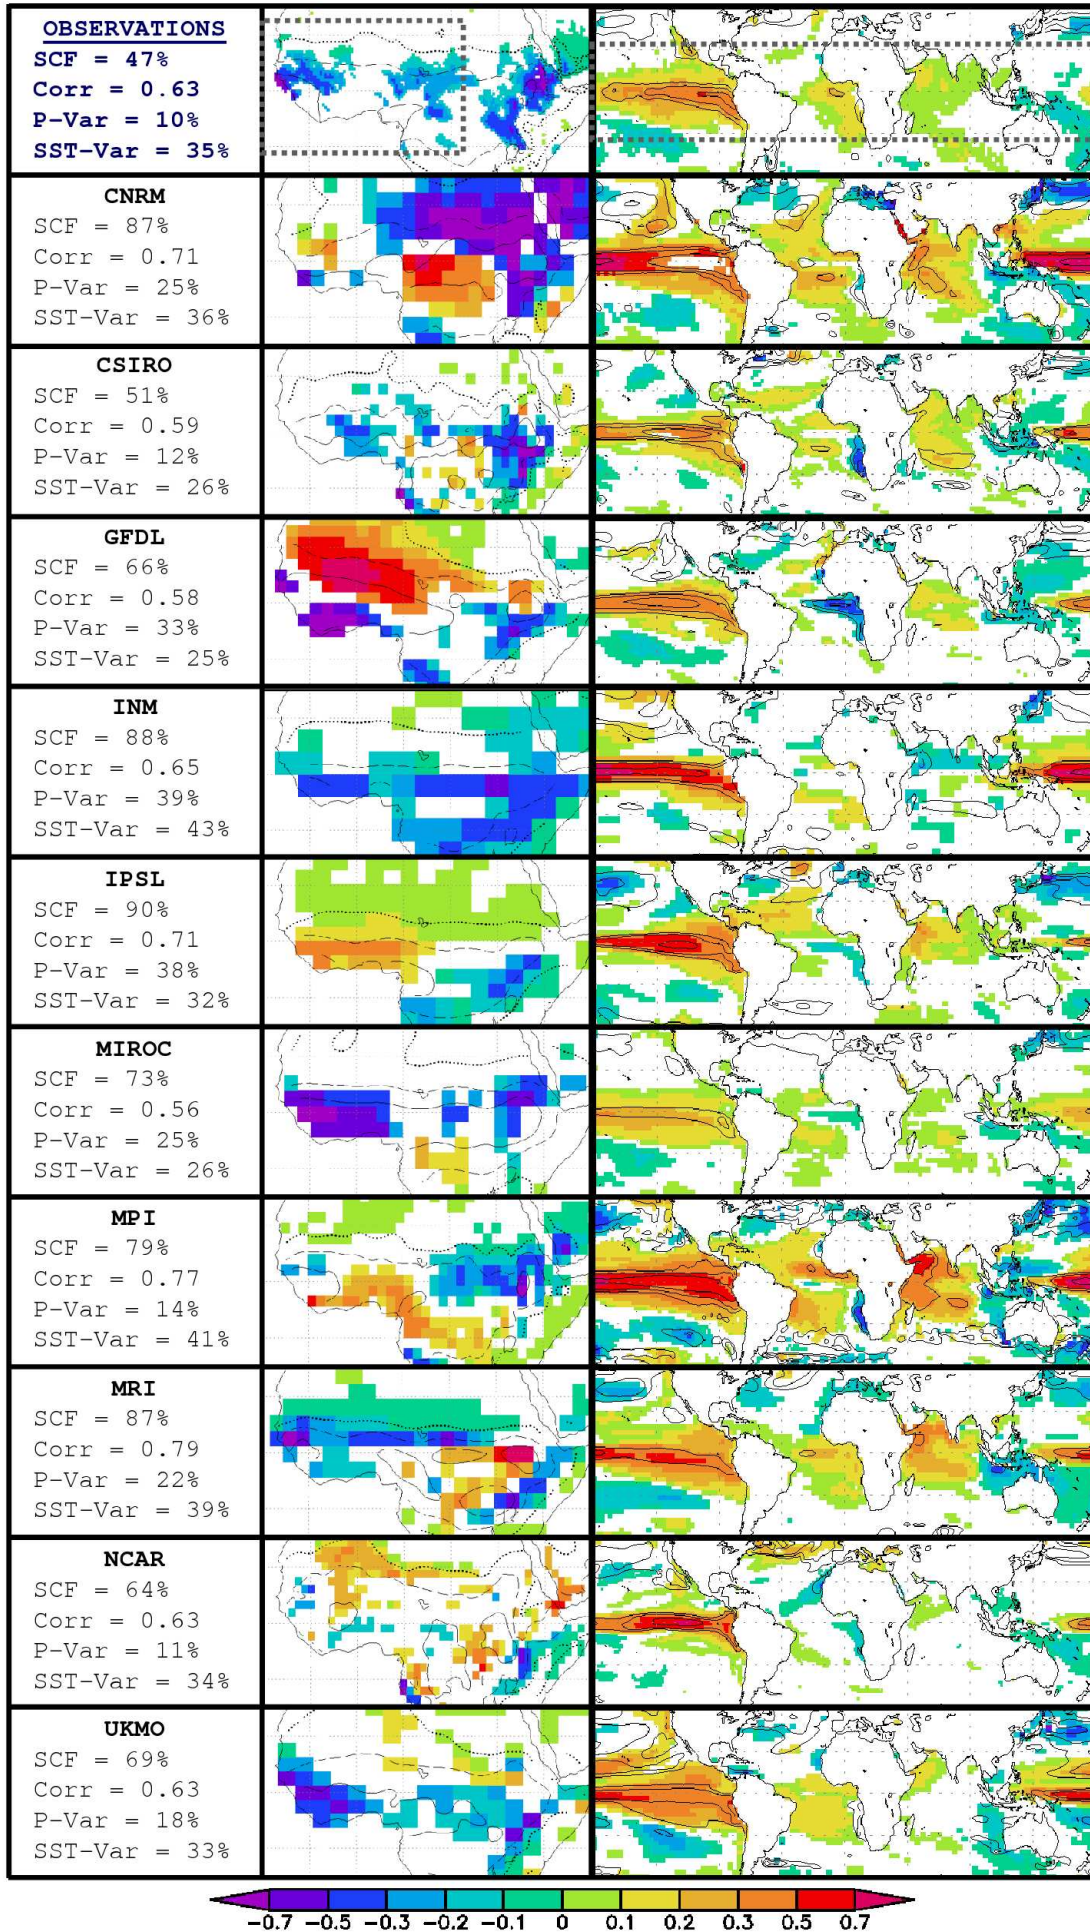 OBSERVATIONS
SCF = 47%
Corr = 0.63
P-Var = 10%
SST-Var = 35%
CNRM
SCF = 87%
Corr = 0.71
P-Var = 25%
SST-Var = 36%
CSIRO
SCF = 51%
Corr = 0.59
P-Var = 12%
SST-Var = 26%
GFDL
SCF = 66%
Corr = 0.58
P-Var = 33%
SST-Var = 25%
INM
SCF = 88%
Corr = 0.65
P-Var = 39%
SST-Var = 43%
IPSL
SCF = 90%
Corr = 0.71
P-Var = 38%
SST-Var = 32%
MIROC
SCF = 73%
Corr = 0.56
P-Var = 25%
SST-Var = 26%
MPI
SCF = 79%
Corr = 0.77
P-Var = 14%
SST-Var = 41%
MRI
SCF = 87%
Corr = 0.79
P-Var = 22%
SST-Var = 39%
NCAR
SCF = 64%
Corr = 0.63
P-Var = 11%
SST-Var = 34%
UKMO
SCF = 69%
Corr = 0.63
P-Var = 18%
SST-Var = 33%
-0.7 -0.5 -0.3 -0.2 -0.1 0 0.1 0.2 0.3 0.5 0.7